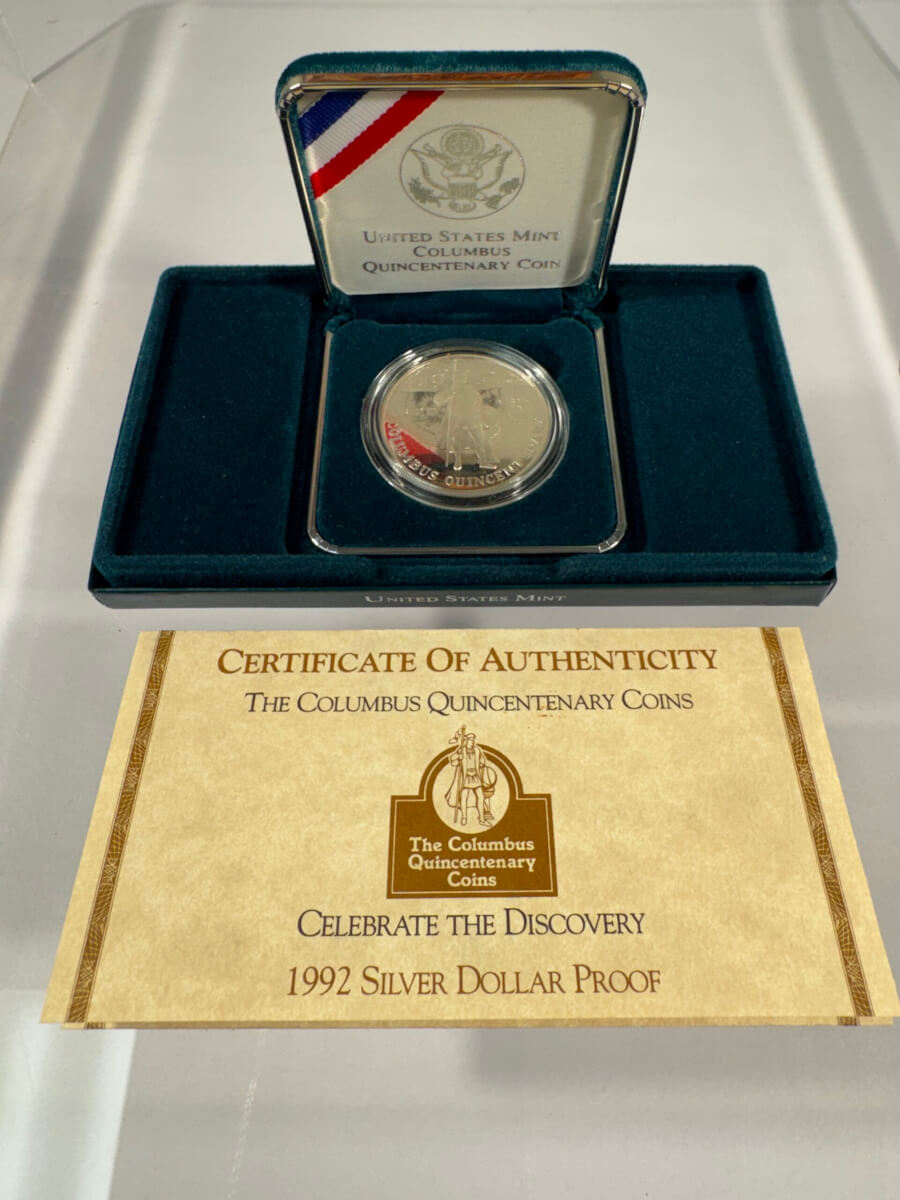 UNITED STATES MINT
COLUMBUS
QUINCENTENARY COIN
COLUMBUS QUINCENTENARY
UNITED STATES MINT
CERTIFICATE OF AUTHENTICITY
THE COLUMBUS QUINCENTENARY COINS
The Columbus
Quincentenary
Coins
CELEBRATE THE DISCOVERY
1992 SILVER DOLLAR PROOF